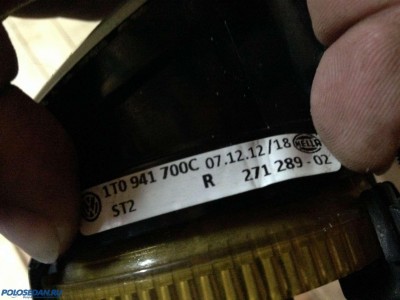 1T0 941 700C 07.12.12/18 HELLA
ST2 R 271 289-02
POLOSEDAN.RU